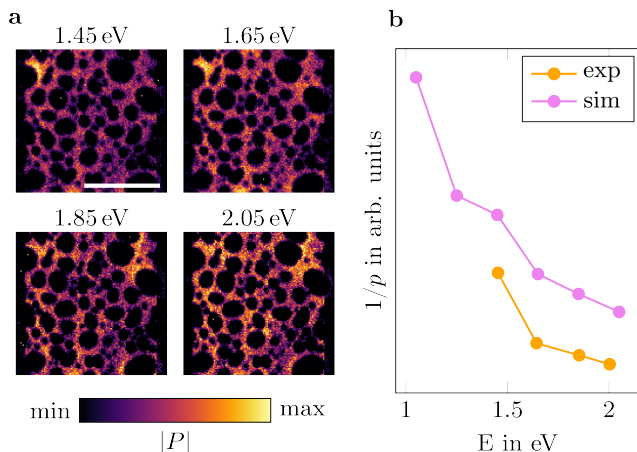 a
1.45 eV 1.65 eV
1.85 eV 2.05 eV
min max
|P|
b
exp
sim
1/p in arb. units
1 1.5 2
E in eV